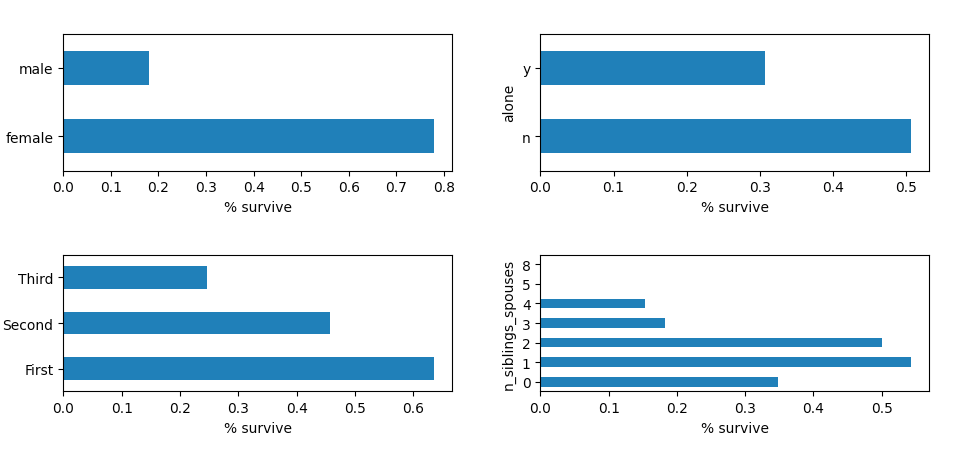 male
female
0.0 0.1 0.2 0.3 0.4 0.5 0.6 0.7 0.8
% survive
alone
y
n
0.0 0.1 0.2 0.3 0.4 0.5
% survive
Third
Second
First
0.0 0.1 0.2 0.3 0.4 0.5 0.6
% survive
n_siblings_spouses
8
5
4
3
2
1
0
0.0 0.1 0.2 0.3 0.4 0.5
% survive